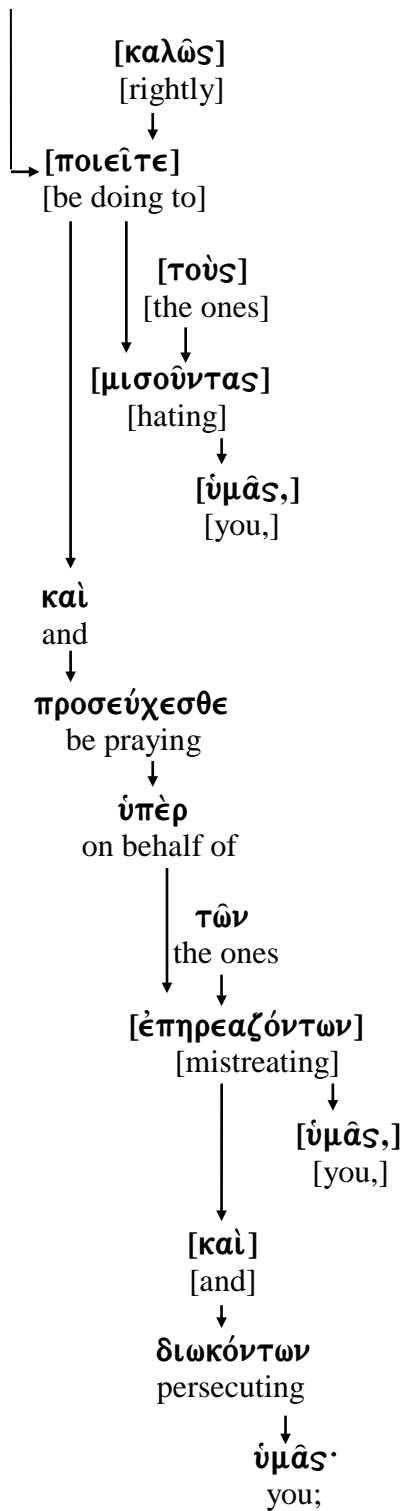 [καλῶς]
[rightly]
[ποιεῖτε]
[be doing to]
[τοὺς]
[the ones]
[μισοῦντας]
[hating]
[ὑμᾶς,]
[you,]
καὶ
and
προσεύχεσθε
be praying
ὑπὲρ
on behalf of
τῶν
the ones
[ἐπηρεαζόντων]
[mistreating]
[ὑμᾶς,]
[you,]
[καὶ]
[and]
διωκόντων
persecuting
ὑμᾶς·
you;